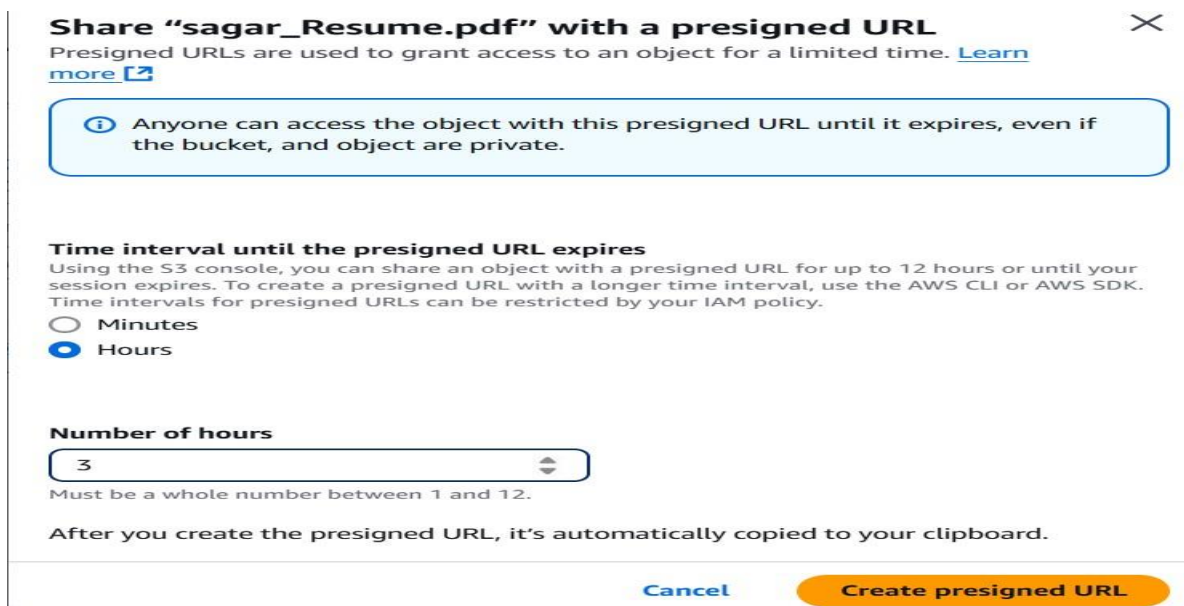 Share “sagar_Resume.pdf” with a presigned URL
Presigned URLs are used to grant access to an object for a limited time. Learn
more
Anyone can access the object with this presigned URL until it expires, even if
the bucket, and object are private.
Time interval until the presigned URL expires
Using the S3 console, you can share an object with a presigned URL for up to 12 hours or until your
session expires. To create a presigned URL with a longer time interval, use the AWS CLI or AWS SDK.
Time intervals for presigned URLs can be restricted by your IAM policy.
Minutes
Hours
Number of hours
3
Must be a whole number between 1 and 12.
After you create the presigned URL, it’s automatically copied to your clipboard.
Cancel Create presigned URL